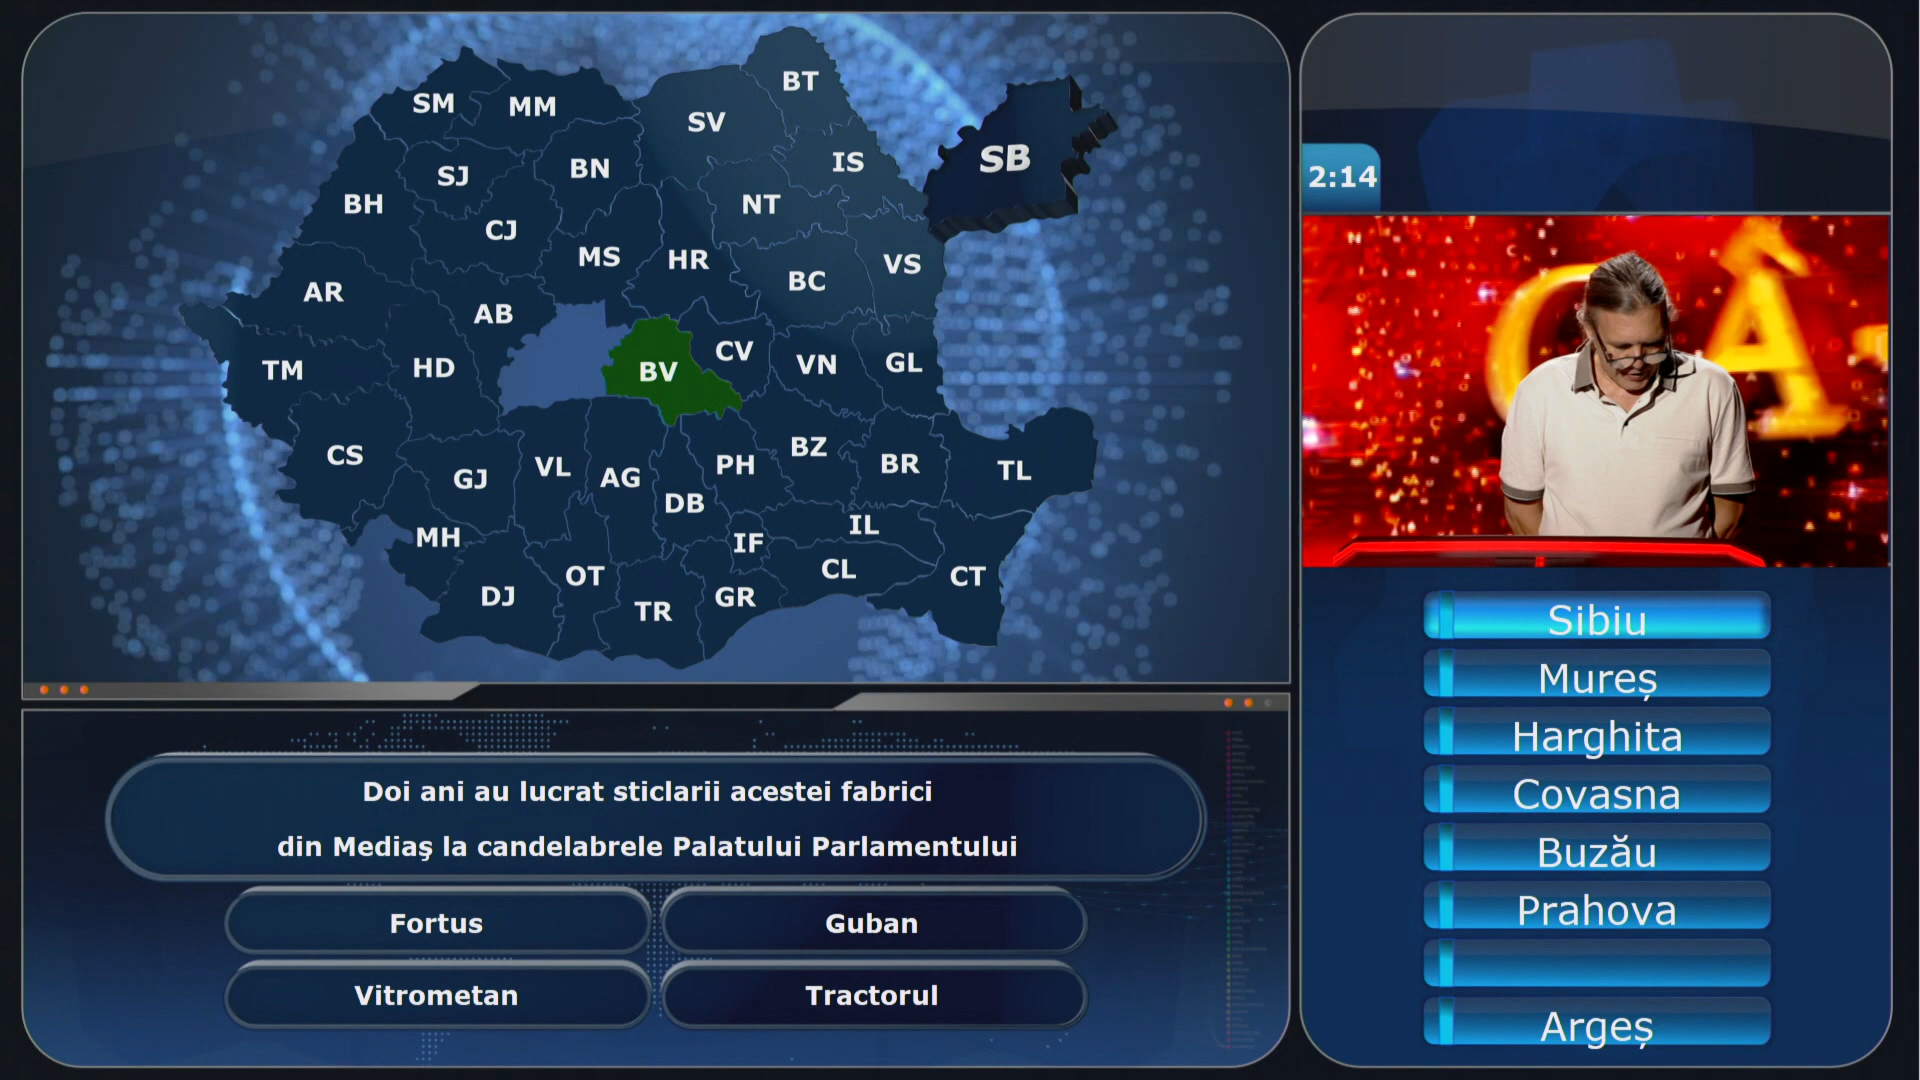 BT
SM
MM
SV
SB
IS
BN
SJ
BH
NT
CJ
MS
HR
VS
BC
AR
AB
CV
VN
GL
TM
HD
BV
BZ
CS
VL
PH
BR
TL
GJ
AG
DB
IL
MH
IF
CL
OT
CT
DJ
TR
GR
2:14
Sibiu
Mureș
Harghita
Covasna
Buzău
Prahova
Argeș
Doi ani au lucrat sticlarii acestei fabrici
din Mediaş la candelabrele Palatului Parlamentului
Fortus
Guban
Vitrometan
Tractorul